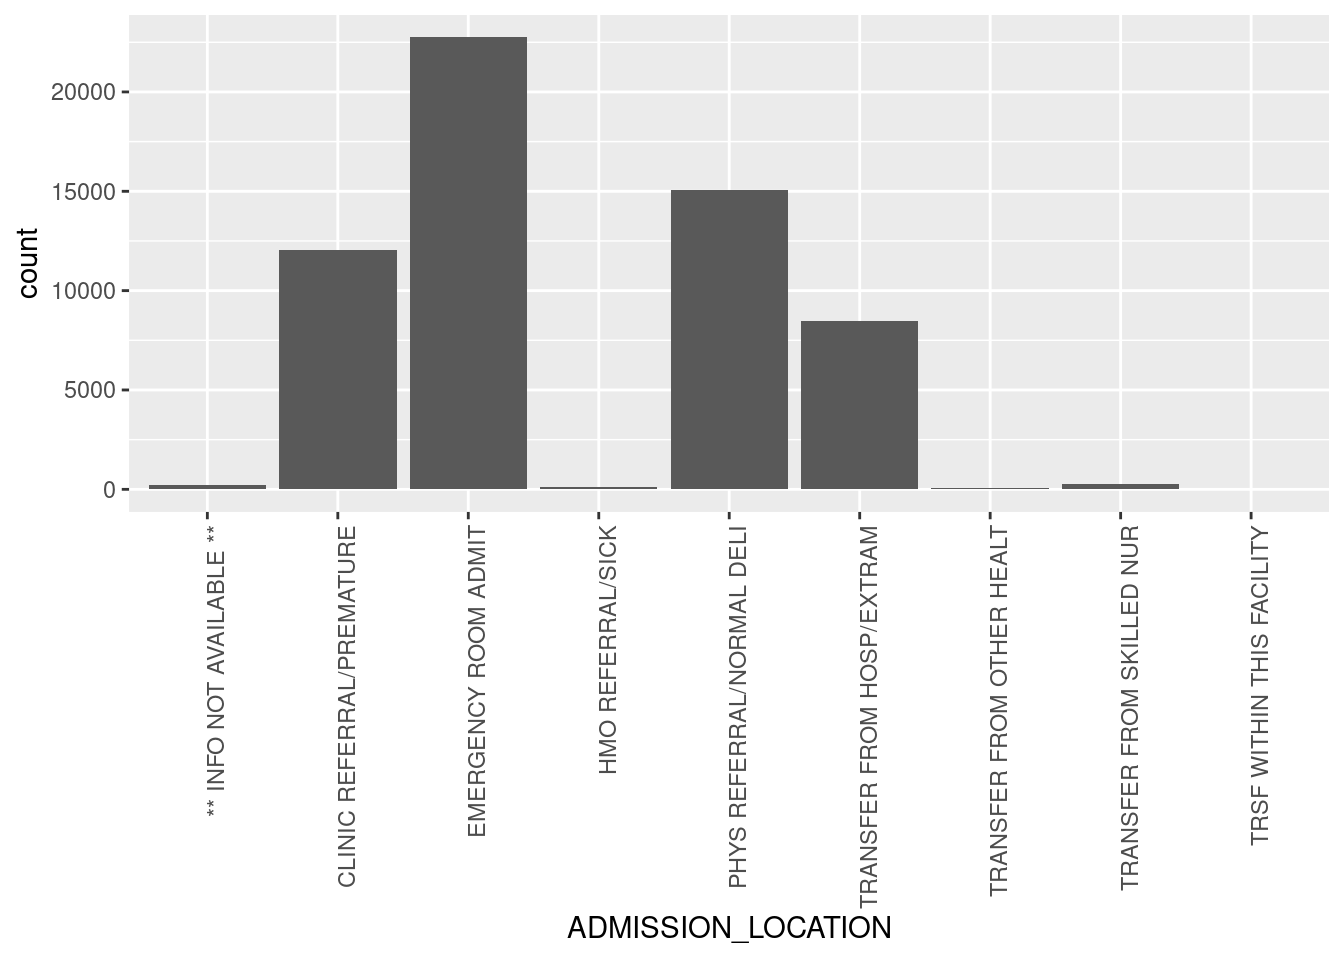 count
20000
15000
10000
5000
0
** INFO NOT AVAILABLE **
CLINIC REFERRAL/PREMATURE
EMERGENCY ROOM ADMIT
HMO REFERRAL/SICK
PHYS REFERRAL/NORMAL DELI
TRANSFER FROM HOSP/EXTRAM
TRANSFER FROM OTHER HEALT
TRANSFER FROM SKILLED NUR
TRSF WITHIN THIS FACILITY
ADMISSION_LOCATION